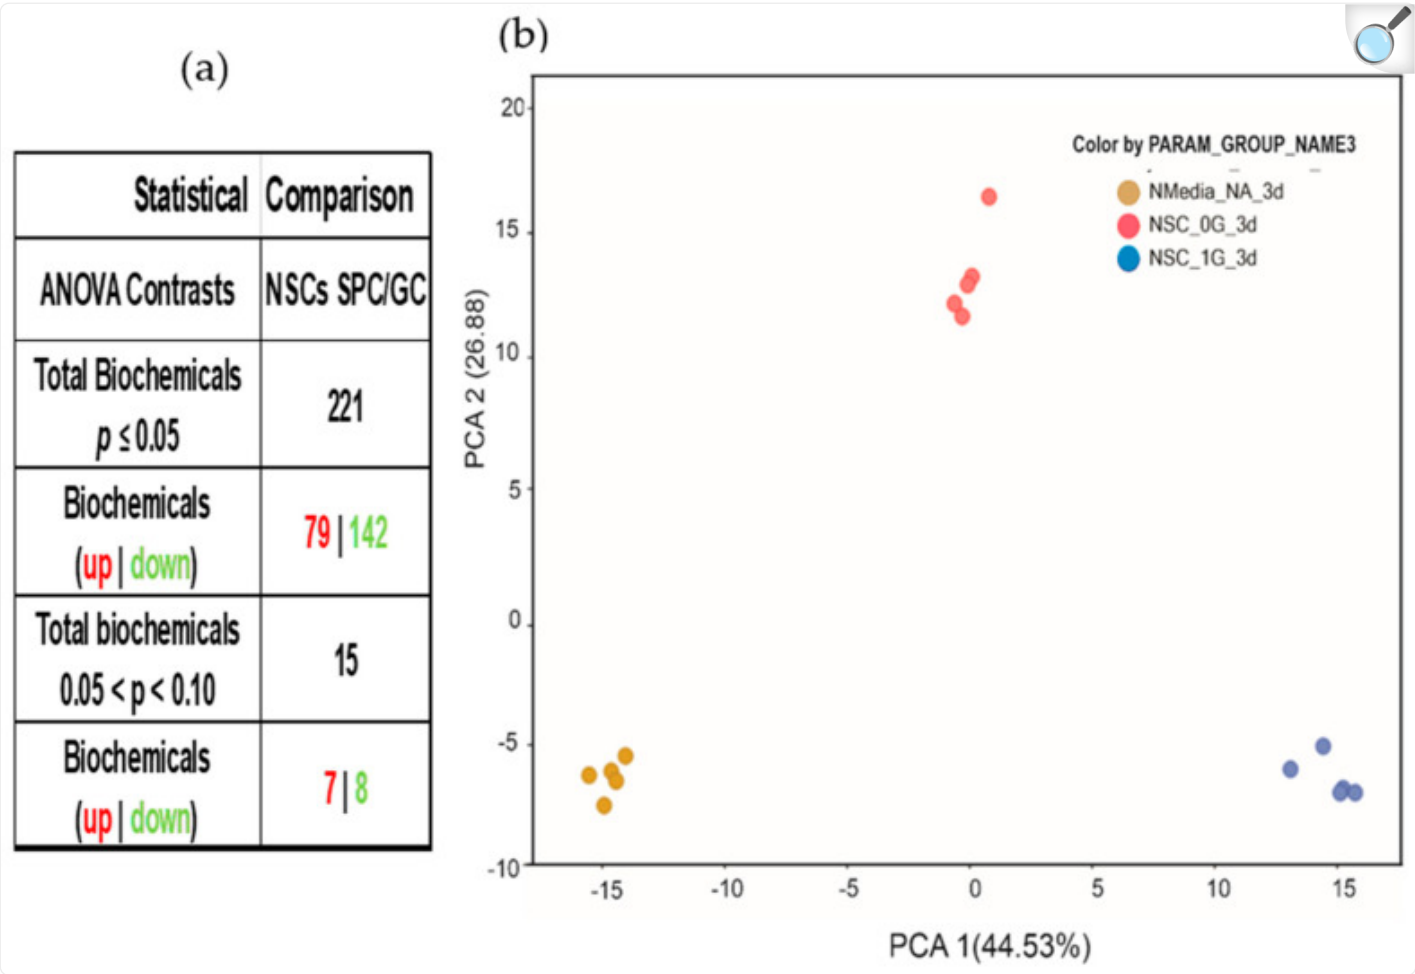 (a)
Statistical Comparison
ANOVA Contrasts NSCs SPC/GC
Total Biochemicals
p ≤ 0.05
221
Biochemicals
(up | down)
79 | 142
Total biochemicals
0.05 < p < 0.10
15
Biochemicals
(up | down)
7 | 8
(b)
Color by PARAM_GROUP_NAME3
NMedia_NA_3d
NSC_0G_3d
NSC_1G_3d
PCA 2 (26.88)
20
15
10
5
0
-5
-10
-15 -10 -5 0 5 10 15
PCA 1(44.53%)